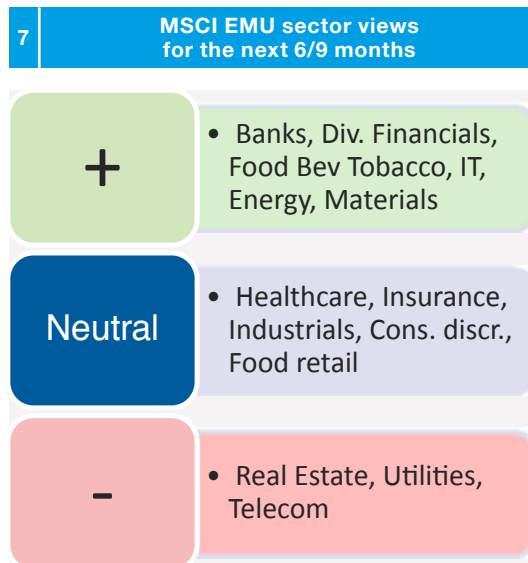 7
MSCI EMU sector views
for the next 6/9 months
+
• Banks, Div. Financials,
Food Bev Tobacco, IT,
Energy, Materials
Neutral
• Healthcare, Insurance,
Industrials, Cons. discr.,
Food retail
-
• Real Estate, Utilities,
Telecom